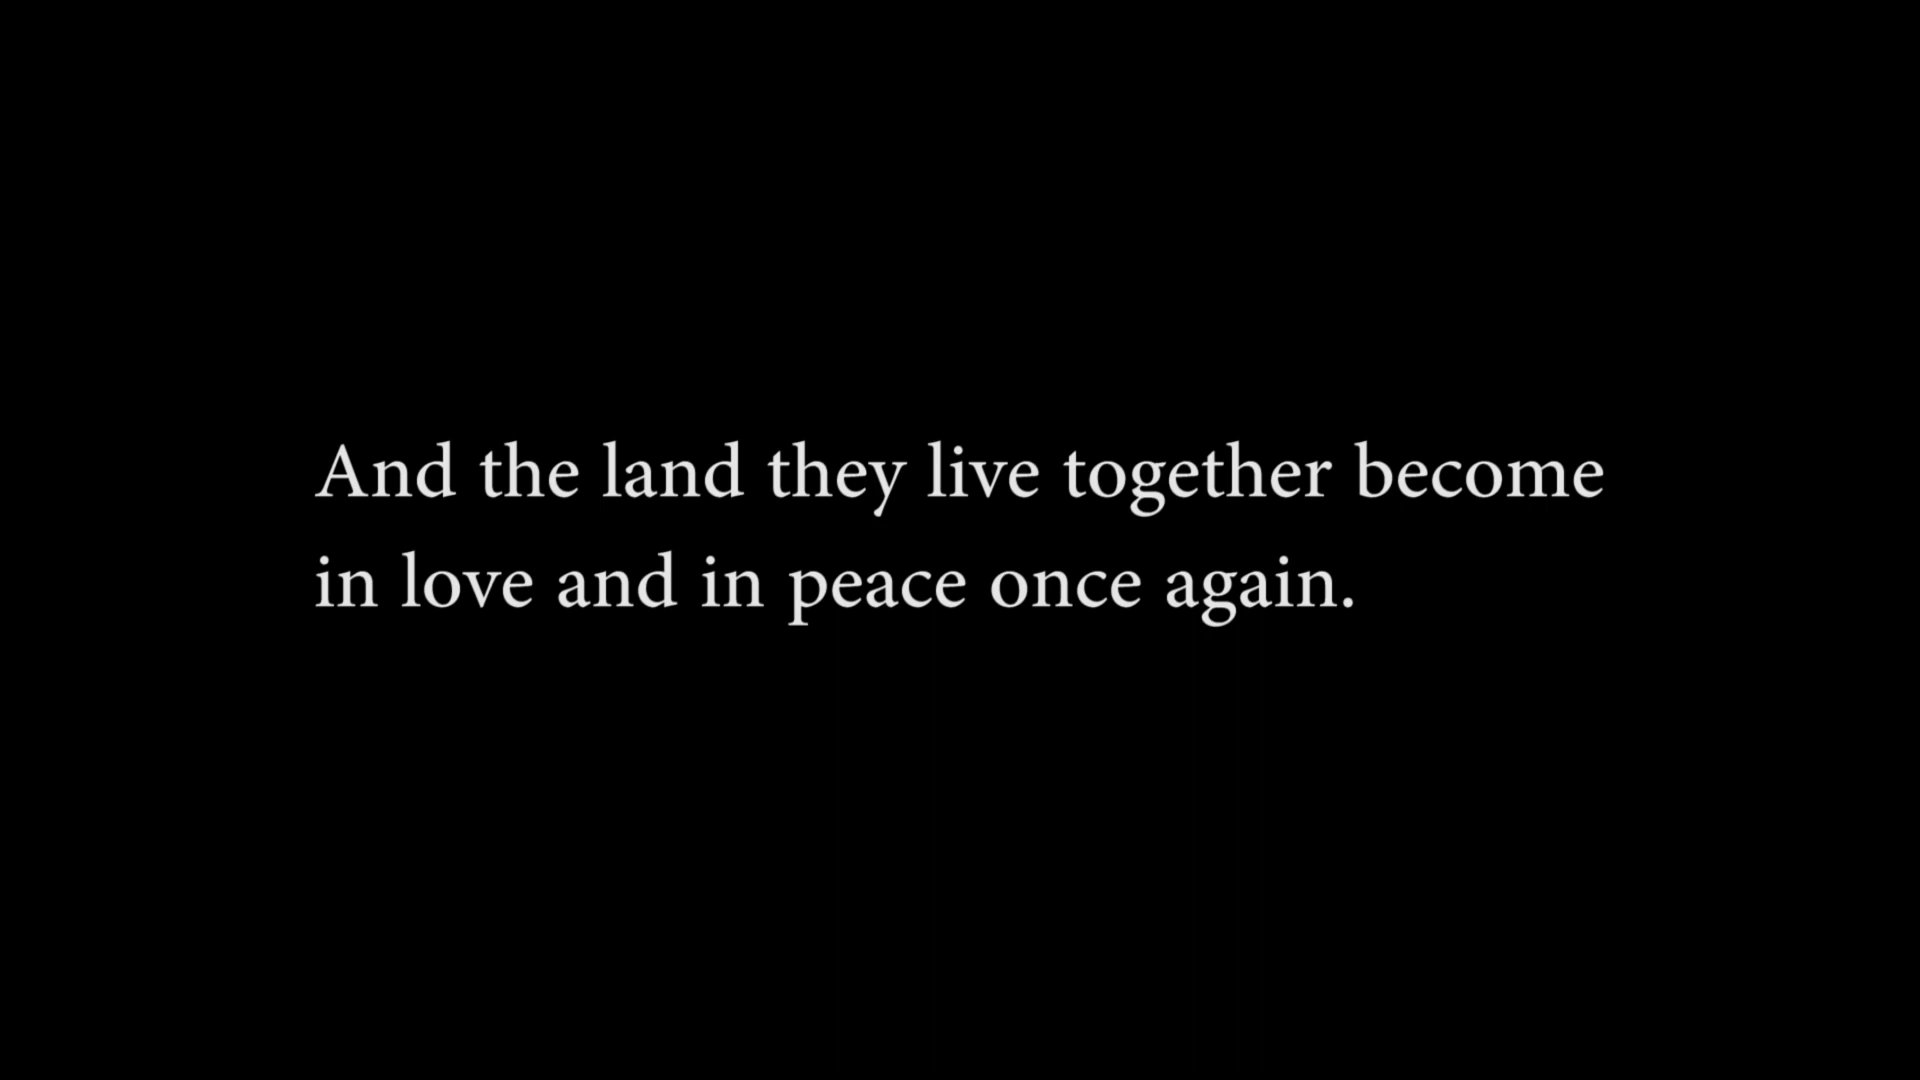 And the land they live together become
in love and in peace once again.